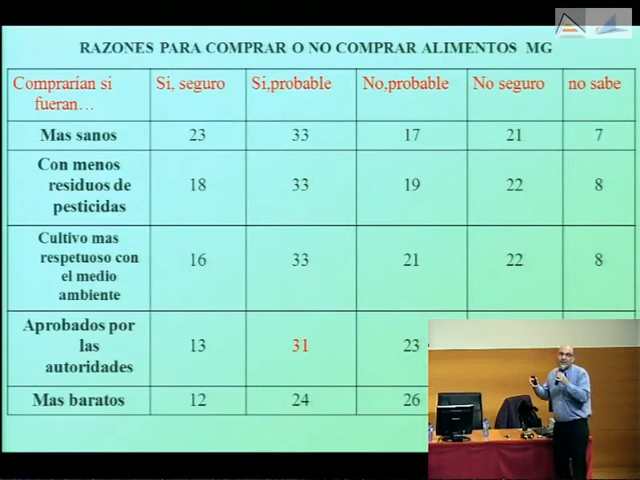 RAZONES PARA COMPRAR O NO COMPRAR ALIMENTOS MG
Comprarían si Si, seguro Si,probable No,probable No seguro no sabe
fueran…
Mas sanos 23 33 17 21 7
Con menos
residuos de 18 33 19 22 8
pesticidas
Cultivo mas
respetuoso con 16 33 21 22 8
el medio
ambiente
Aprobados por
las 13 31 23
autoridades
Mas baratos 12 24 26